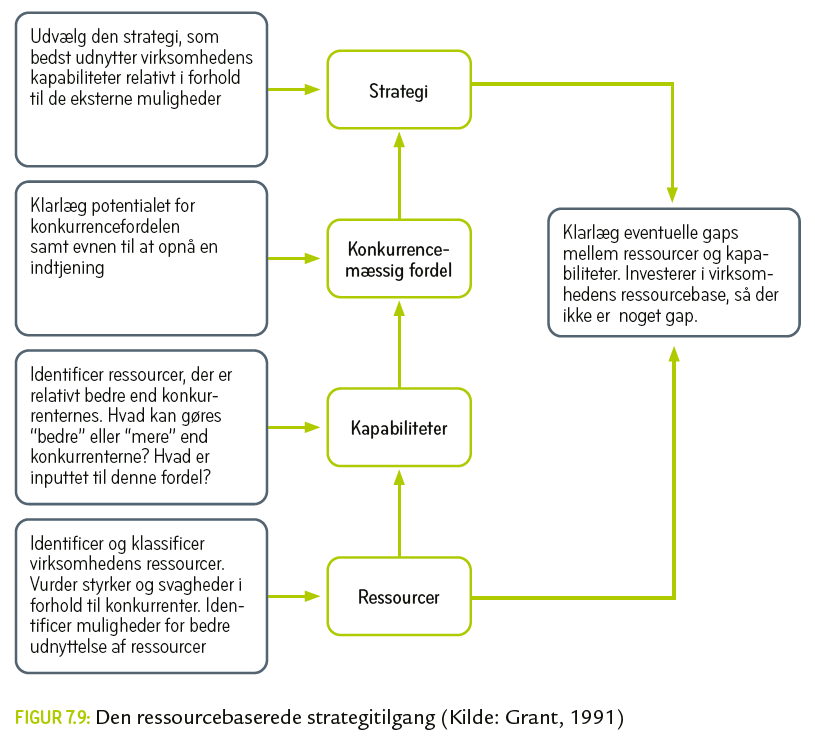 Udvælg den strategi, som
bedst udnytter virksomhedens
kapabiliteter relativt i forhold
til de eksterne muligheder
Strategi
Klarlæg potentialet for
konkurrencefordelen
samt evnen til at opnå en
indtjening
Konkurrence-
mæssig fordel
Klarlæg eventuelle gaps
mellem ressourcer og kapa-
biliteter. Investerer i virksom-
hedens ressourcebase, så der
ikke er noget gap.
Identificer ressourcer, der er
relativt bedre end konkur-
renternes. Hvad kan gøres
“bedre” eller “mere” end
konkurrenterne? Hvad er
inputtet til denne fordel?
Kapabiliteter
Identificer og klassificer
virksomhedens ressourcer.
Vurder styrker og svagheder i
forhold til konkurrenter. Iden-
tificer muligheder for bedre
udnyttelse af ressourcer
Ressourcer
FIGUR 7.9: Den ressourcebaserede strategitilgang (Kilde: Grant, 1991)